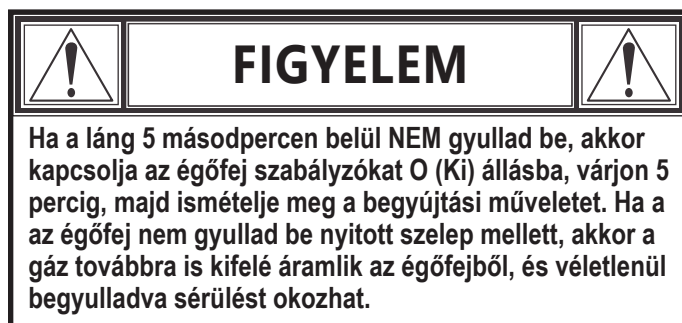 FIGYELEM
Ha a láng 5 másodpercen belül NEM gyullad be, akkor
kapcsolja az égőfej szabályzókat O (Ki) állásba, várjon 5
percig, majd ismételje meg a begyújtási műveletet. Ha a
az égőfej nem gyullad be nyitott szelep mellett, akkor a
gáz továbbra is kifelé áramlik az égőfejből, és véletlenül
begyulladva sérülést okozhat.